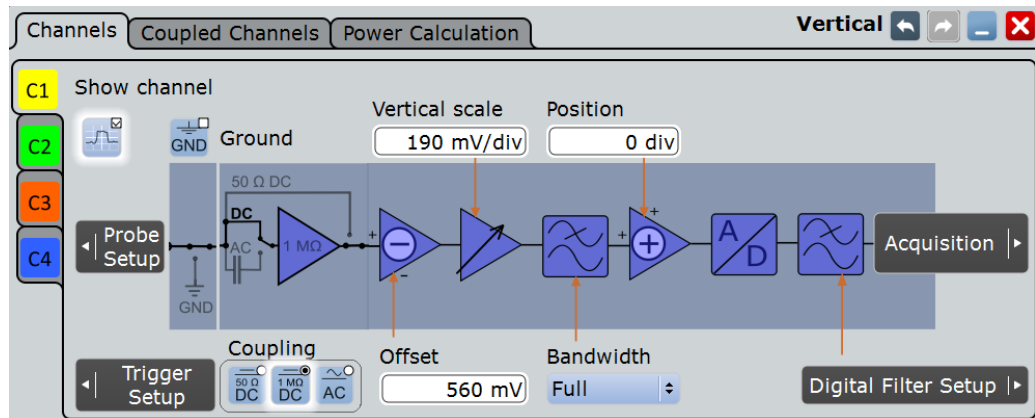 Channels
Coupled Channels
Power Calculation
Vertical
C1
C2
C3
C4
Show channel
GND
Ground
Vertical scale
190 mV/div
Position
0 div
50 Ω DC
DC
AC
1 MΩ
GND
Probe
Setup
+
-
+
+
A
D
Acquisition
Trigger
Setup
Coupling
50 Ω
DC
1 MΩ
DC
AC
Offset
560 mV
Bandwidth
Full
Digital Filter Setup